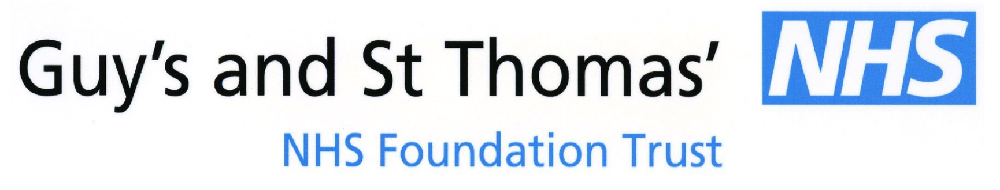 Guy’s and St Thomas’ NHS
NHS Foundation Trust